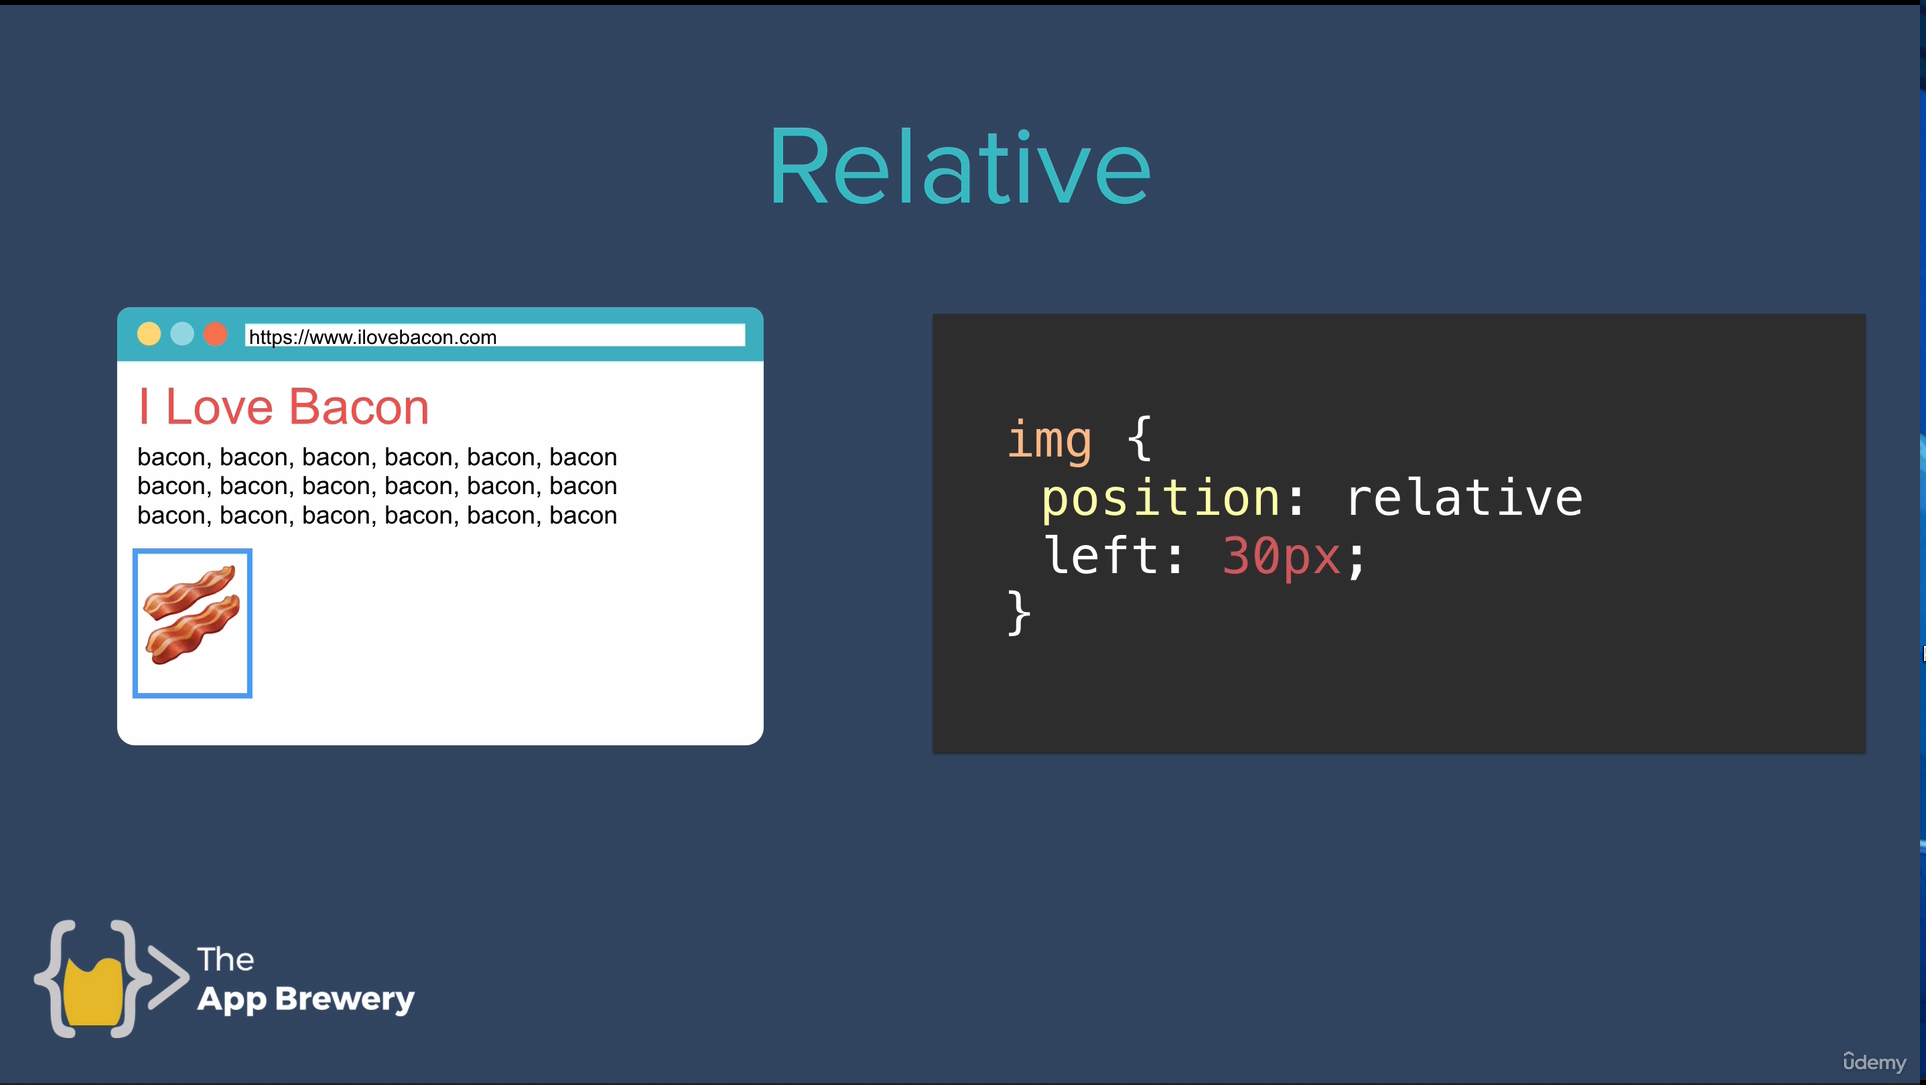 Relative
https://www.ilovebacon.com
I Love Bacon
bacon, bacon, bacon, bacon, bacon, bacon
bacon, bacon, bacon, bacon, bacon, bacon
bacon, bacon, bacon, bacon, bacon, bacon
img {
position: relative
left: 30px;
}
The
App Brewery
udemy